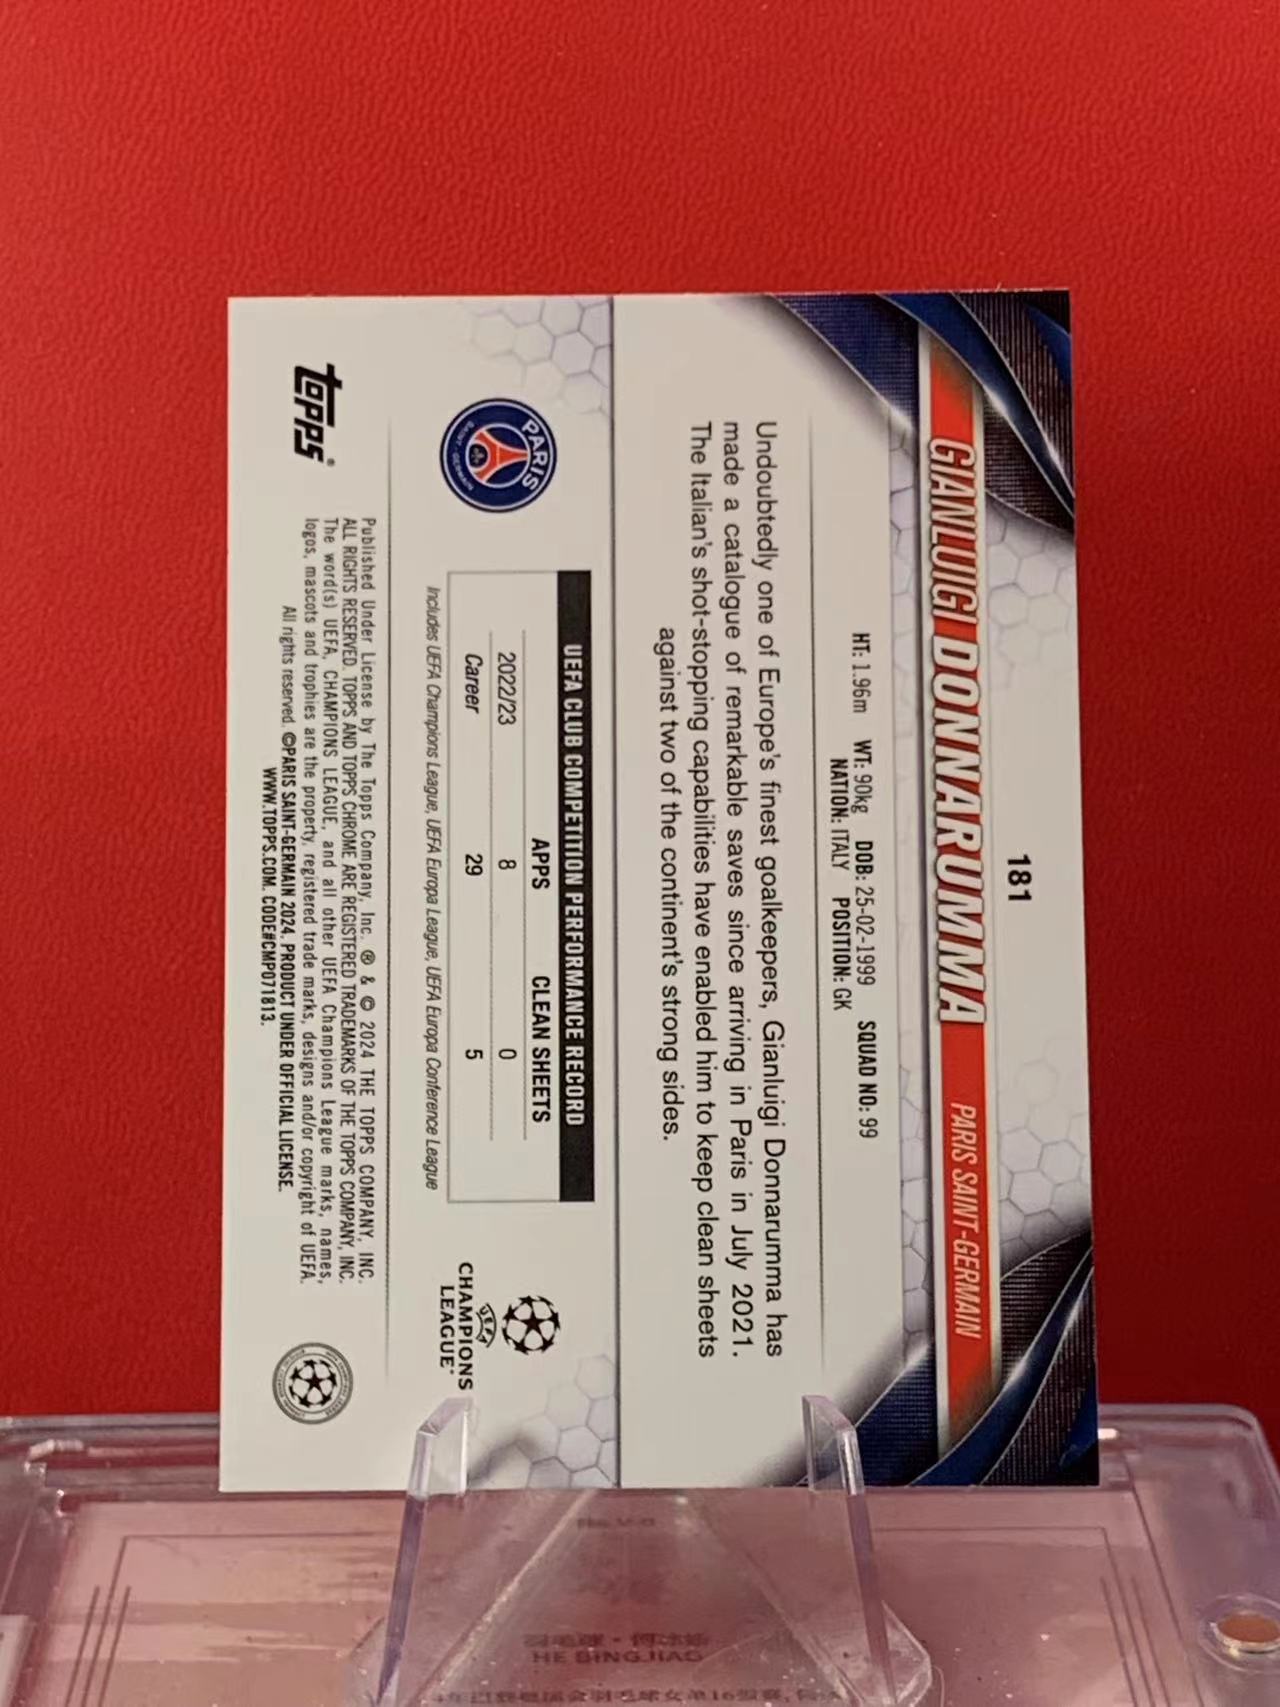 181
GIANLUIGI DONNARUMMA PARIS SAINT-GERMAIN
HT: 1.96m WT: 90kg DOB: 25-02-1999 SQUAD NO: 99
NATION: ITALY POSITION: GK
Undoubtedly one of Europe's finest goalkeepers, Gianluigi Donnarumma has
made a catalogue of remarkable saves since arriving in Paris in July 2021.
The Italian's shot-stopping capabilities have enabled him to keep clean sheets
against two of the continent's strong sides.
PARIS
SAINT-GERMAIN
UEFA CLUB COMPETITION PERFORMANCE RECORD
APPS CLEAN SHEETS
2022/23 8 0
Career 29 5
Includes UEFA Champions League, UEFA Europa League, UEFA Europa Conference League
UEFA
CHAMPIONS
LEAGUE
topps®
Published Under License by The Topps Company, Inc. ® & © 2024 THE TOPPS COMPANY, INC.
ALL RIGHTS RESERVED. TOPPS AND TOPPS CHROME ARE REGISTERED TRADEMARKS OF THE TOPPS COMPANY, INC.
The word(s) UEFA, CHAMPIONS LEAGUE, and all other UEFA Champions League marks, names,
logos, mascots and trophies are the property, registered trade marks, designs and/or copyright of UEFA.
All rights reserved. ©PARIS SAINT-GERMAIN 2024. PRODUCT UNDER OFFICIAL LICENSE.
WWW.TOPPS.COM. CODE#CMP071813.
HE BINGJIAO